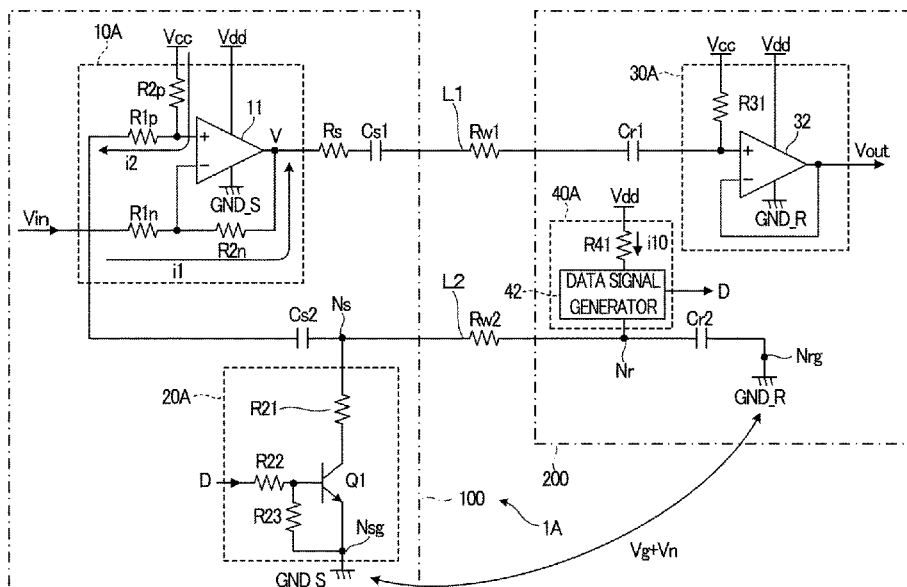 10A
Vcc
Vdd
R2p
11
R1p
+
i2
−
V
Rs
Cs1
GND_S
Vin
R1n
R2n
i1
L1
Rw1
Cr1
Vcc
Vdd
30A
R31
32
+
−
Vout
GND_R
40A
Vdd
R41
i10
42
DATA SIGNAL
GENERATOR
D
Cs2
Ns
L2
Rw2
Nr
Cr2
Nrg
GND_R
20A
R21
D
R22
Q1
R23
Nsg
GND_S
100
1A
200
Vg+Vn